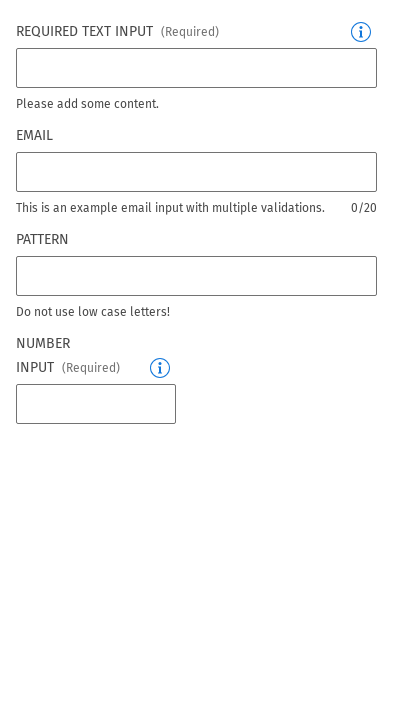 REQUIRED TEXT INPUT (Required)
Please add some content.
EMAIL
This is an example email input with multiple validations. 0/20
PATTERN
Do not use low case letters!
NUMBER
INPUT (Required)